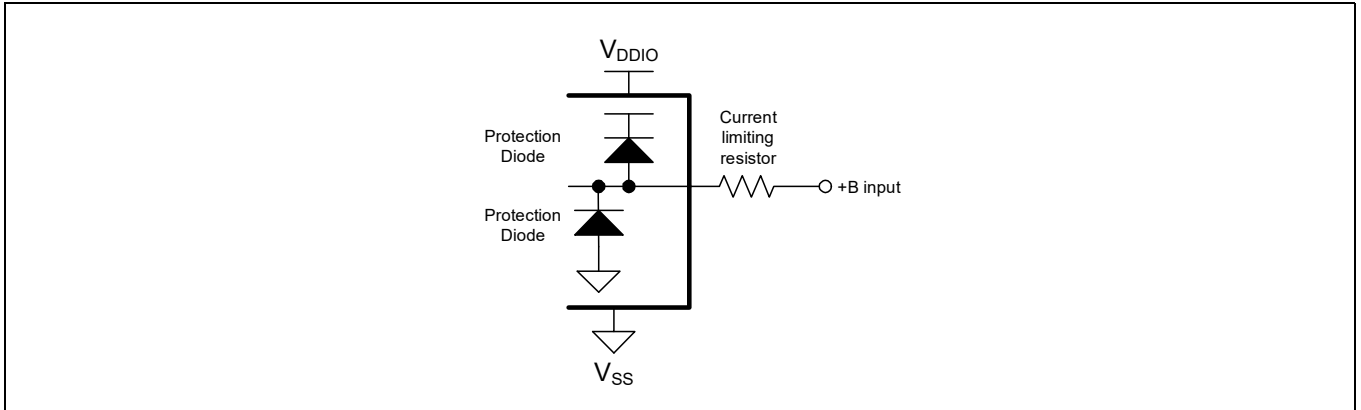 VDDIO
Protection
Diode
Current
limiting
resistor
+B input
Protection
Diode
VSS